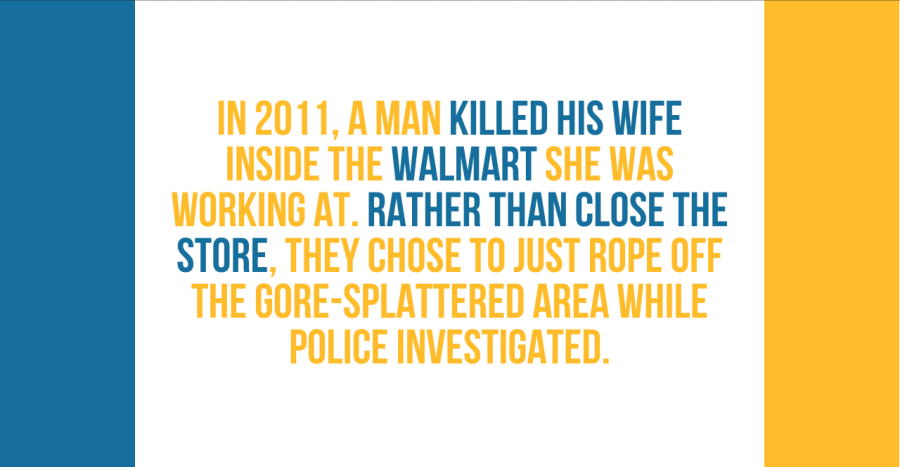 IN 2011, A MAN KILLED HIS WIFE
INSIDE THE WALMART SHE WAS
WORKING AT. RATHER THAN CLOSE THE
STORE, THEY CHOSE TO JUST ROPE OFF
THE GORE-SPLATTERED AREA WHILE
POLICE INVESTIGATED.